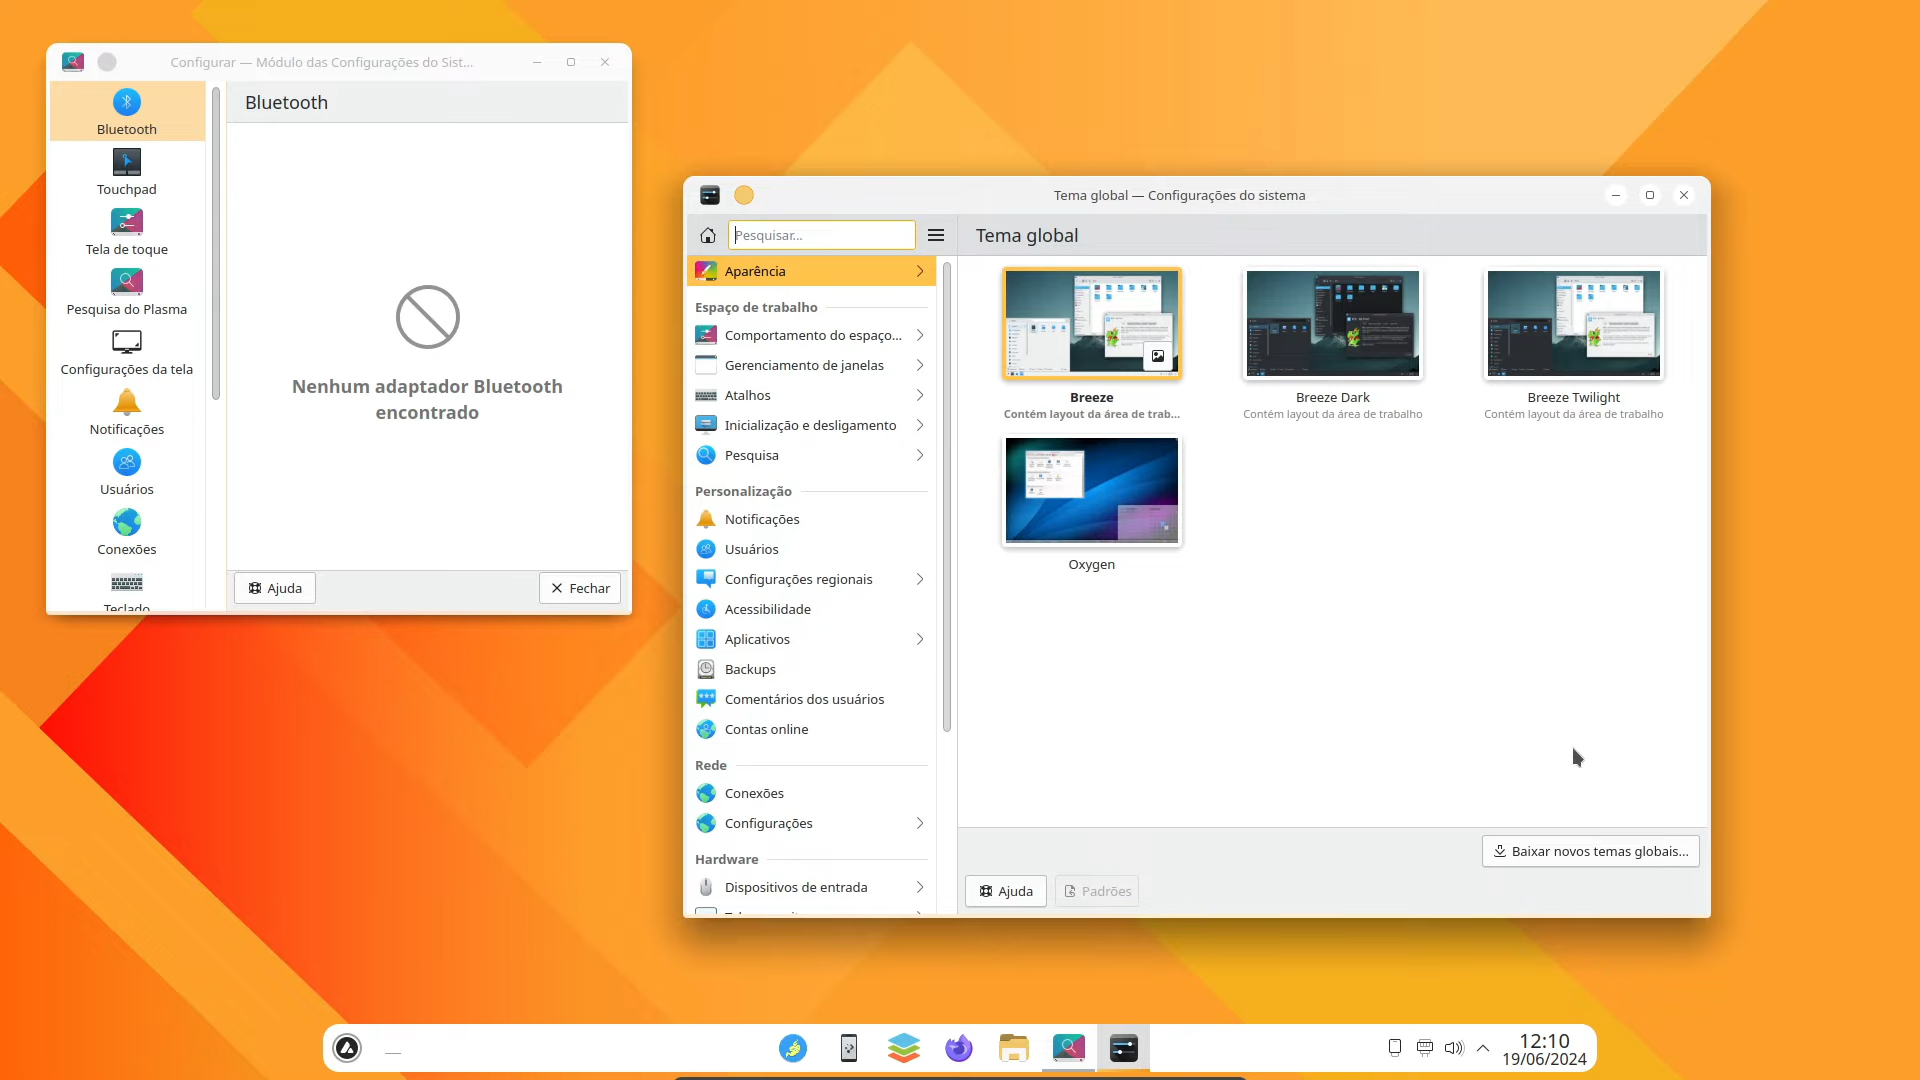 Configurar — Módulo das Configurações do Sist...
Bluetooth
Touchpad
Tela de toque
Pesquisa do Plasma
Configurações da tela
Notificações
Usuários
Conexões
Teclado
Bluetooth
Nenhum adaptador Bluetooth
encontrado
Ajuda
Fechar
Tema global — Configurações do sistema
Pesquisar...
Tema global
Aparência
Espaço de trabalho
Comportamento do espaço...
Gerenciamento de janelas
Atalhos
Inicialização e desligamento
Pesquisa
Personalização
Notificações
Usuários
Configurações regionais
Acessibilidade
Aplicativos
Backups
Comentários dos usuários
Contas online
Rede
Conexões
Configurações
Hardware
Dispositivos de entrada
Breeze
Contém layout da área de trab...
Breeze Dark
Contém layout da área de trabalho
Breeze Twilight
Contém layout da área de trabalho
Oxygen
Baixar novos temas globais...
Ajuda
Padrões
12:10
19/06/2024